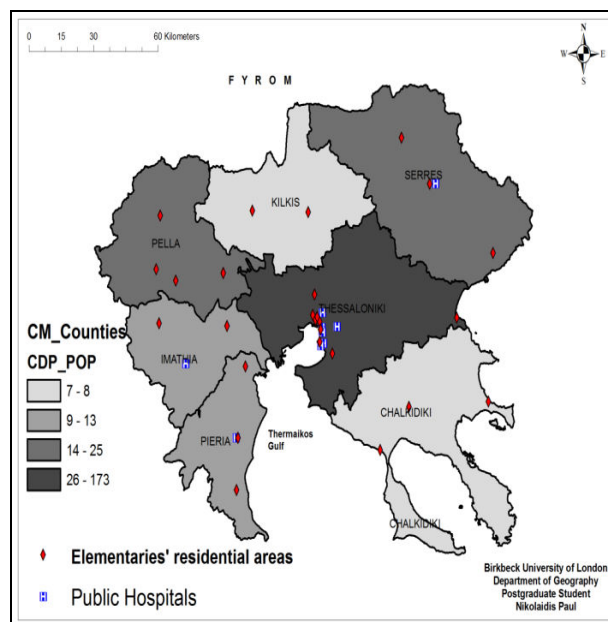 0 15 30 60 Kilometers
N
W E
S
F Y R O M
SERRES
KILKIS
PELLA
THESSALONIKI
CM_Counties
CDP_POP
IMATHIA
7 - 8
9 - 13
14 - 25
26 - 173
CHALKIDIKI
PIERIA
Thermaikos
Gulf
CHALKIDIKI
Elementaries' residential areas
Public Hospitals
Birkbeck University of London
Department of Geography
Postgraduate Student
Nikolaidis Paul